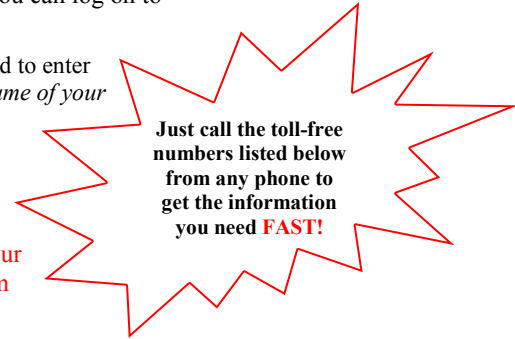 ou can log on to
d to enter
ame of your
Just call the toll-free
numbers listed below
from any phone to
get the information
you need FAST!
ur
n